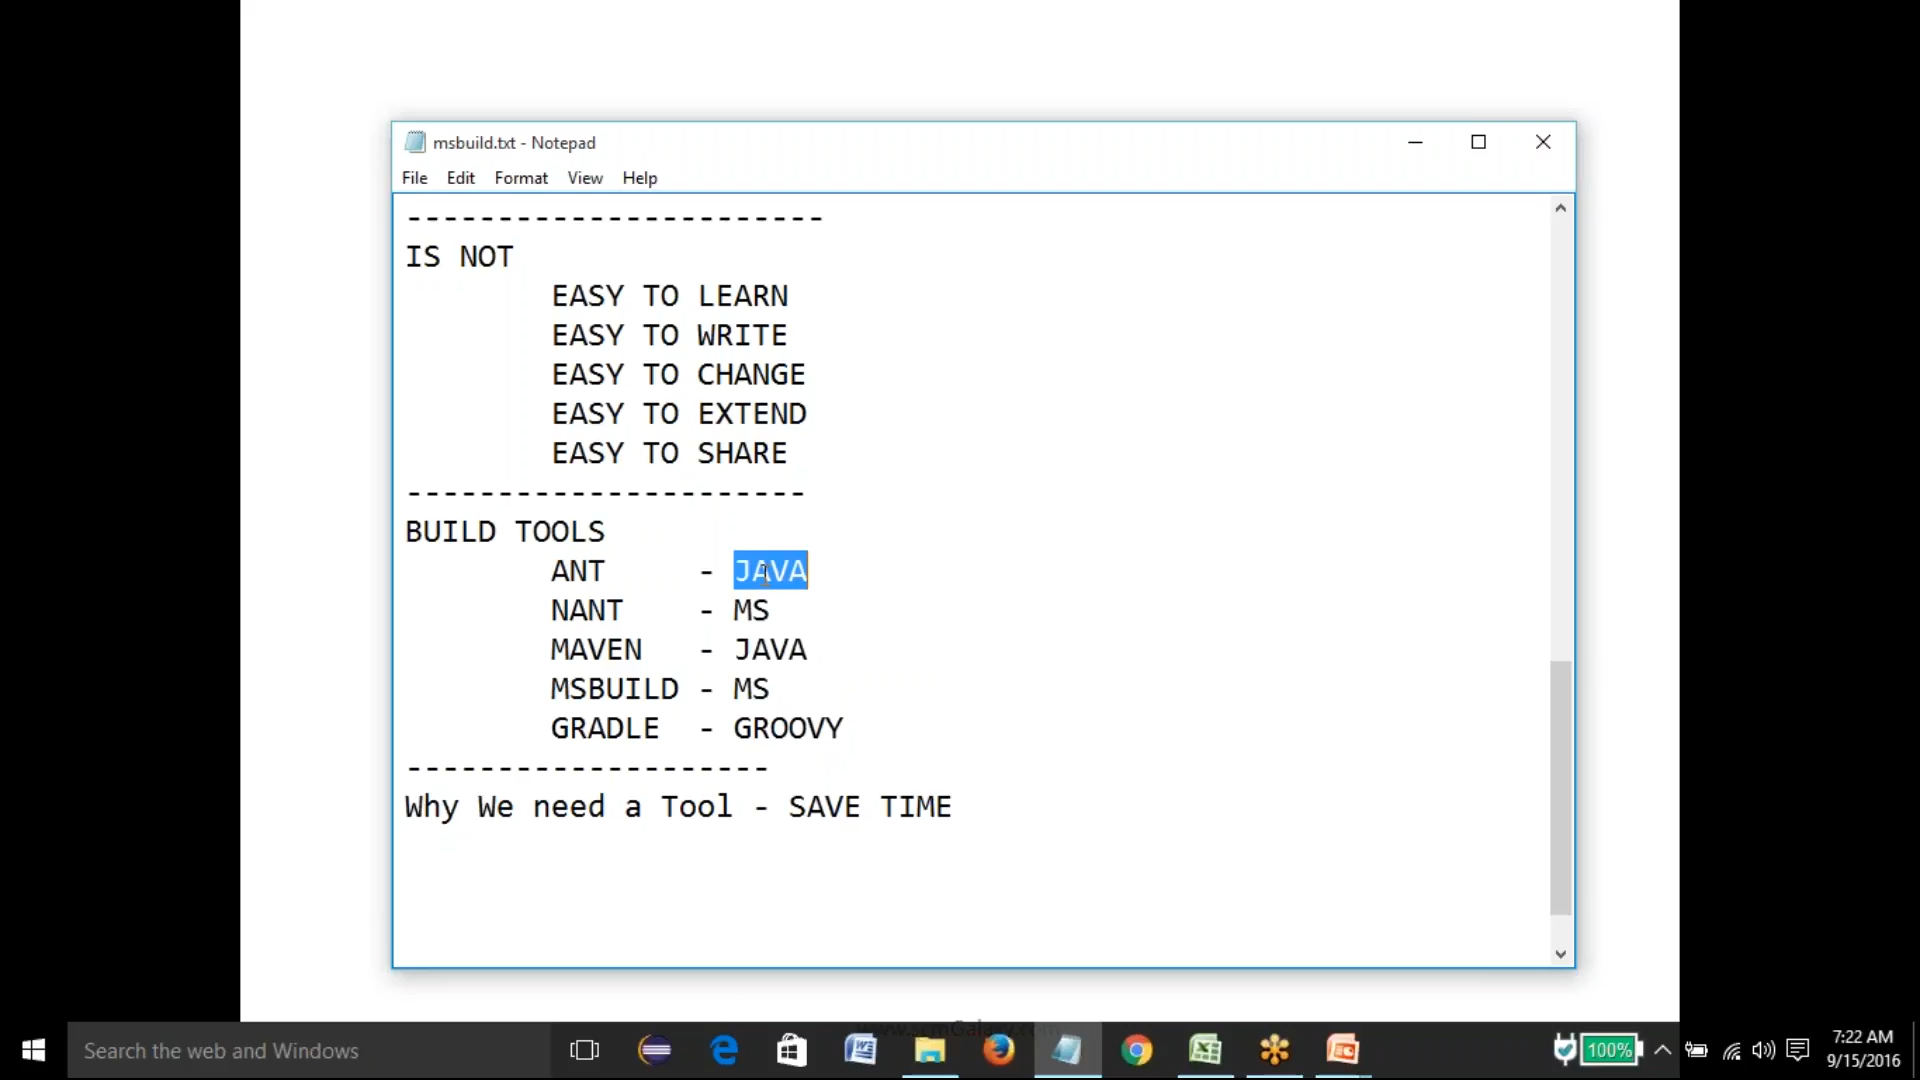 msbuild.txt - Notepad
File Edit Format View Help
-----------------------
IS NOT
EASY TO LEARN
EASY TO WRITE
EASY TO CHANGE
EASY TO EXTEND
EASY TO SHARE
----------------------
BUILD TOOLS
ANT - JAVA
NANT - MS
MAVEN - JAVA
MSBUILD - MS
GRADLE - GROOVY
--------------------
Why We need a Tool - SAVE TIME
Search the web and Windows
100%
7:22 AM
9/15/2016